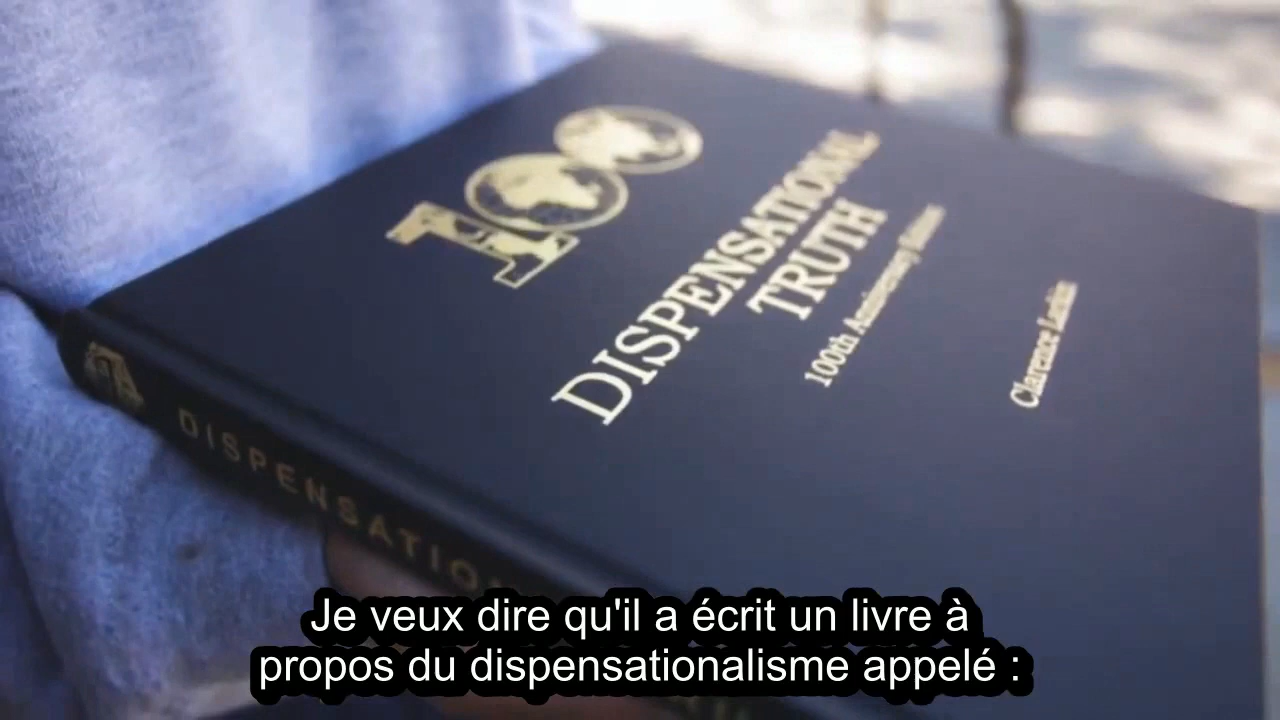 100
DISPENSATIONAL
TRUTH
100th Anniversary Edition
Clarence Larkin
DISPENSATIO
Je veux dire qu'il a écrit un livre à
propos du dispensationalisme appelé :